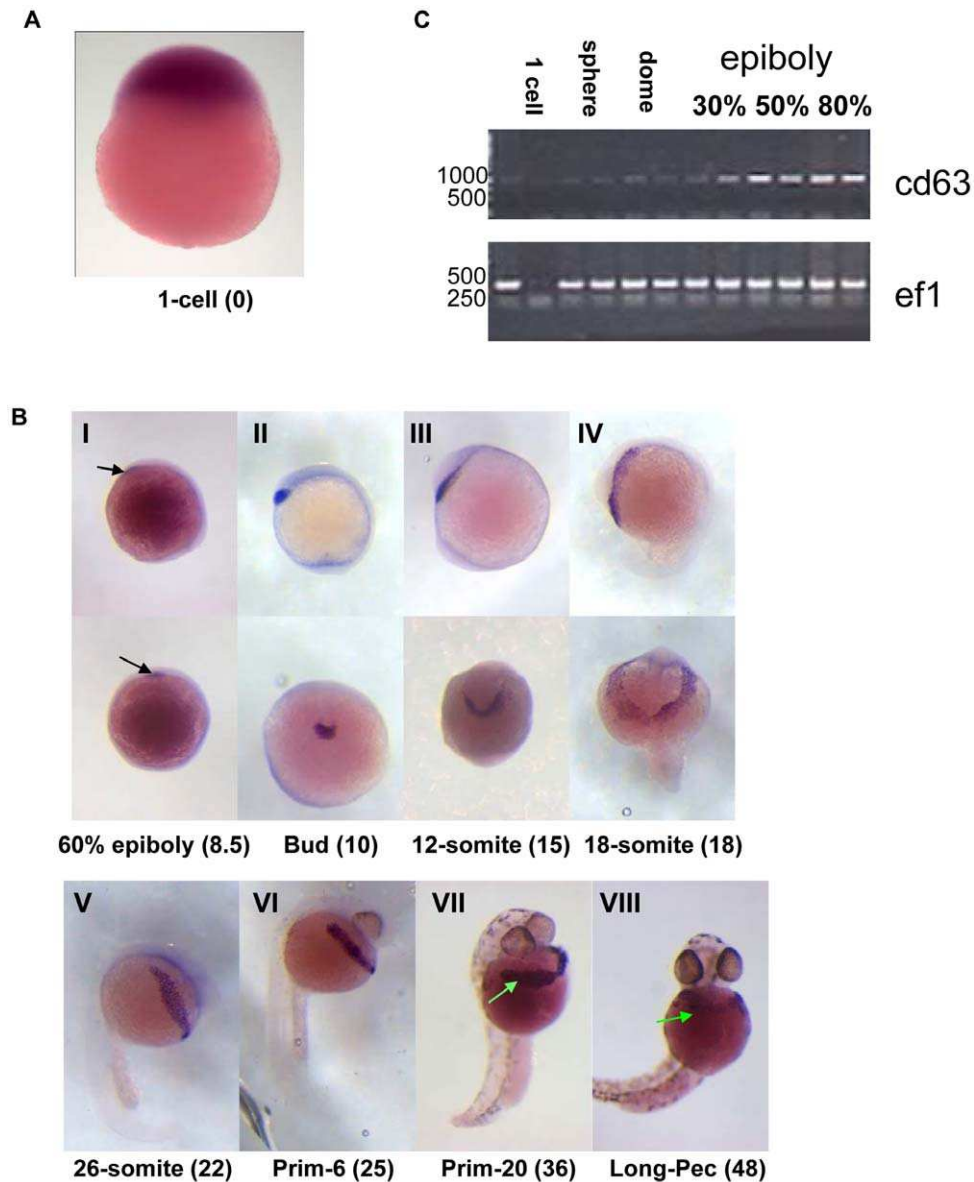 A
1-cell (0)
C
1 cell
sphere
dome
epiboly
30% 50% 80%
1000
500
cd63
500
250
ef1
B
I
II
III
IV
60% epiboly (8.5)
Bud (10)
12-somite (15)
18-somite (18)
V
VI
VII
VIII
26-somite (22)
Prim-6 (25)
Prim-20 (36)
Long-Pec (48)